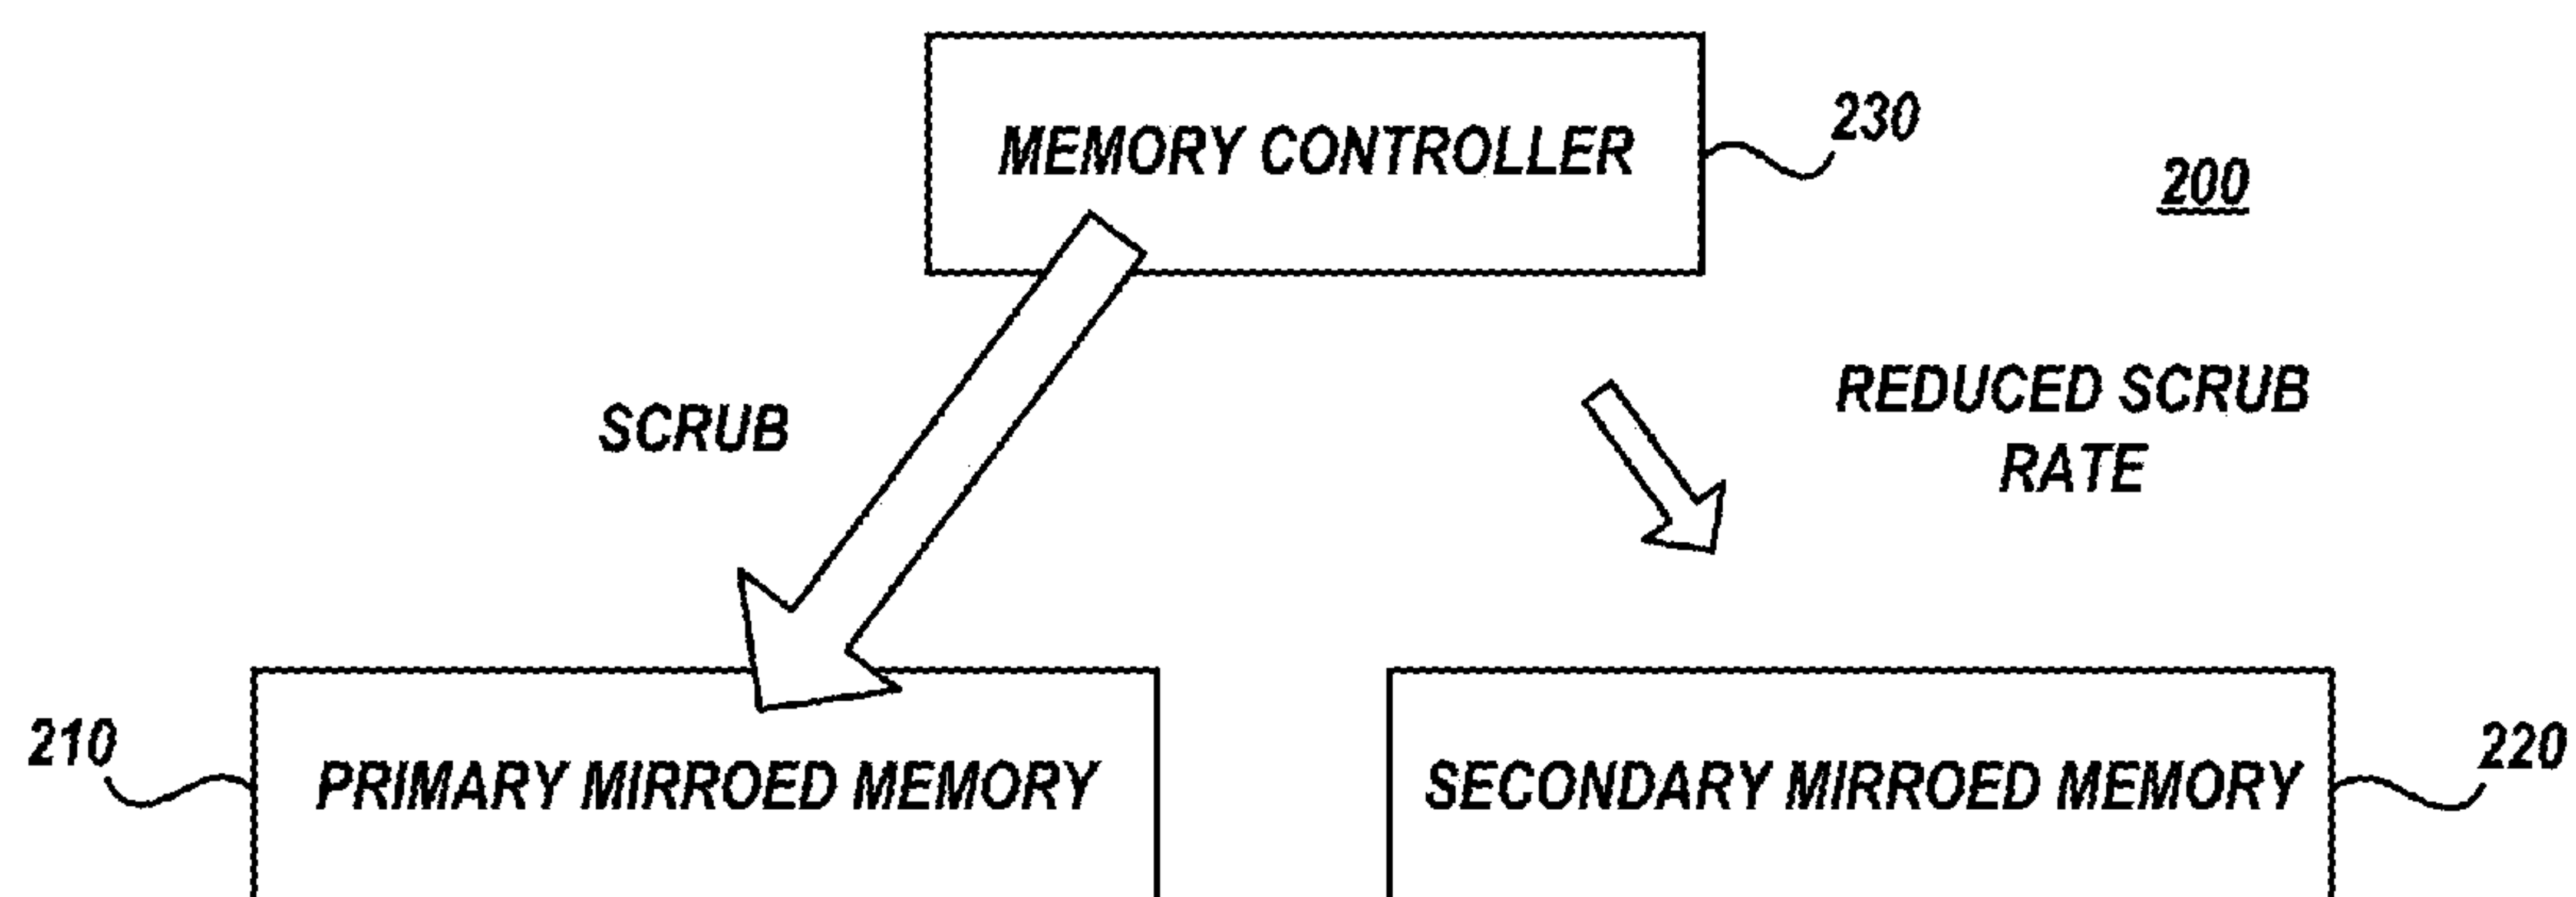 MEMORY CONTROLLER
230
200
SCRUB
REDUCED SCRUB
RATE
210
PRIMARY MIRROED MEMORY
SECONDARY MIRROED MEMORY
220